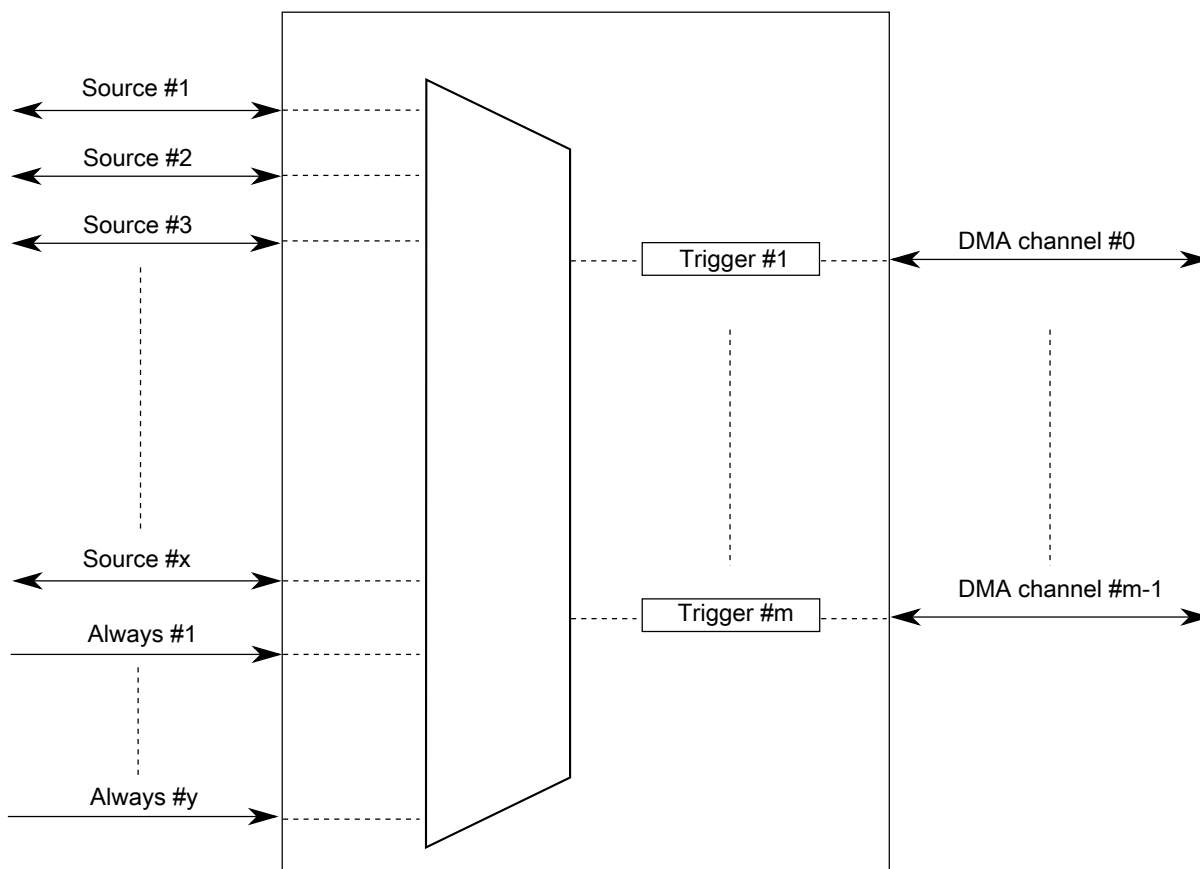 Source #1
Source #2
Source #3
Source #x
Always #1
Always #y
Trigger #1
Trigger #m
DMA channel #0
DMA channel #m-1